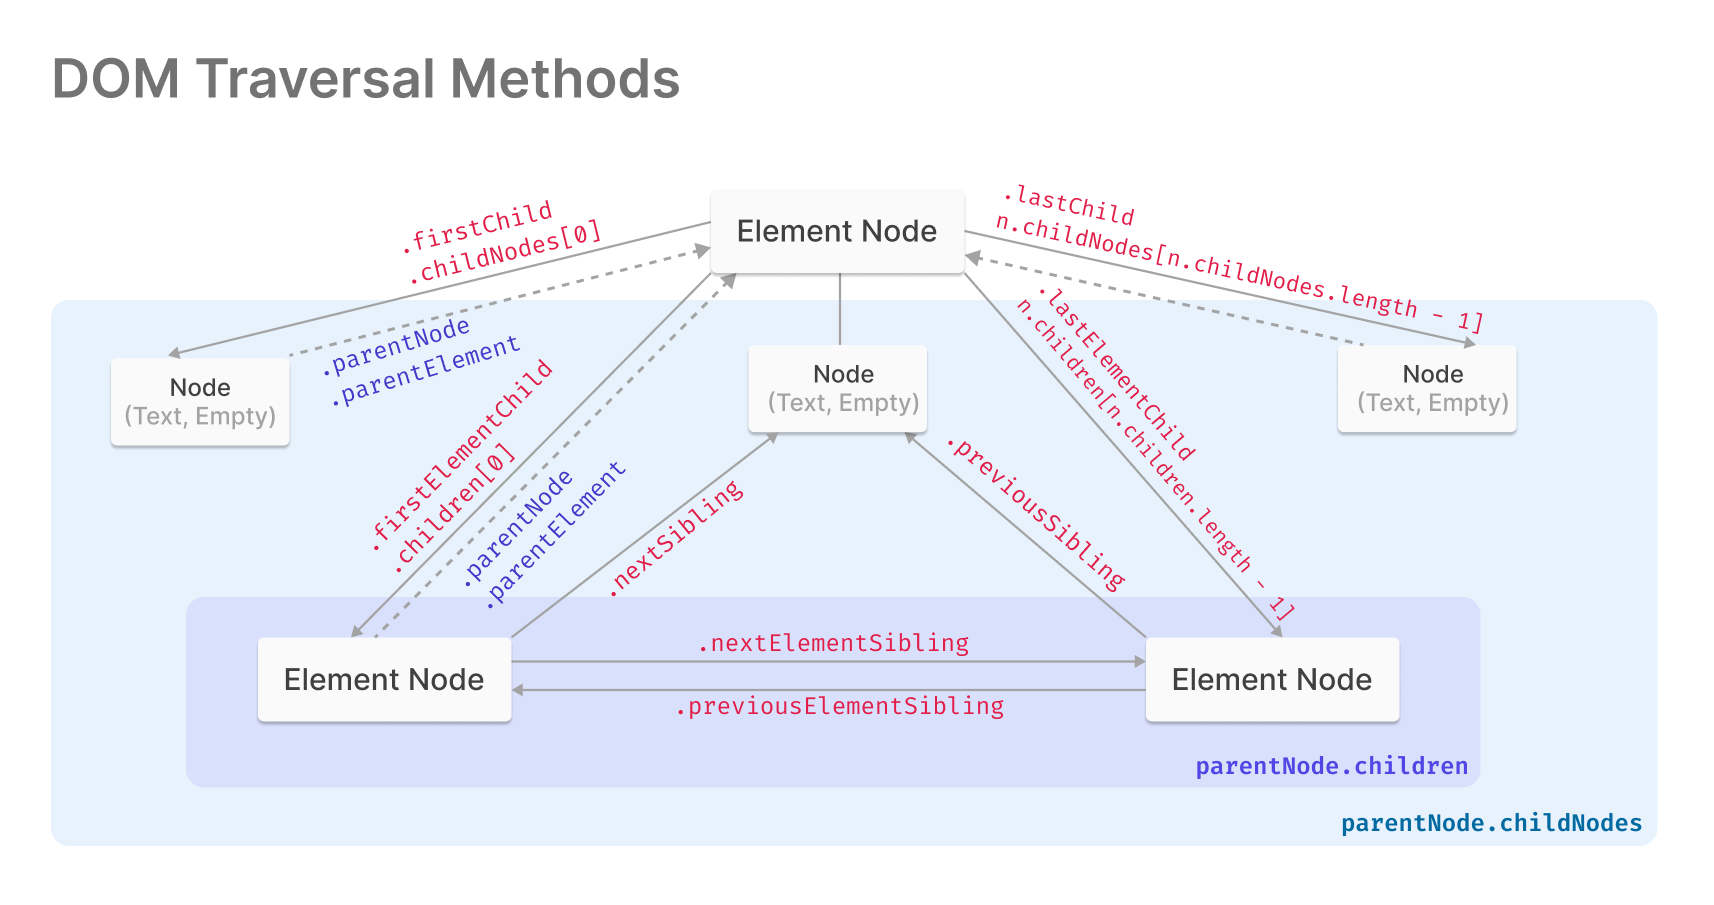 DOM Traversal Methods
.firstChild
.childNodes[0]
Element Node
.lastChild
n.childNodes[n.childNodes.length - 1]
.parentNode
.parentElement
Node
(Text, Empty)
Node
(Text, Empty)
Node
(Text, Empty)
.firstElementChild
.children[0]
.parentNode
.parentElement
.nextSibling
.previousSibling
.lastElementChild
n.children[n.children.length - 1]
Element Node
.nextElementSibling
.previousElementSibling
Element Node
parentNode.children
parentNode.childNodes